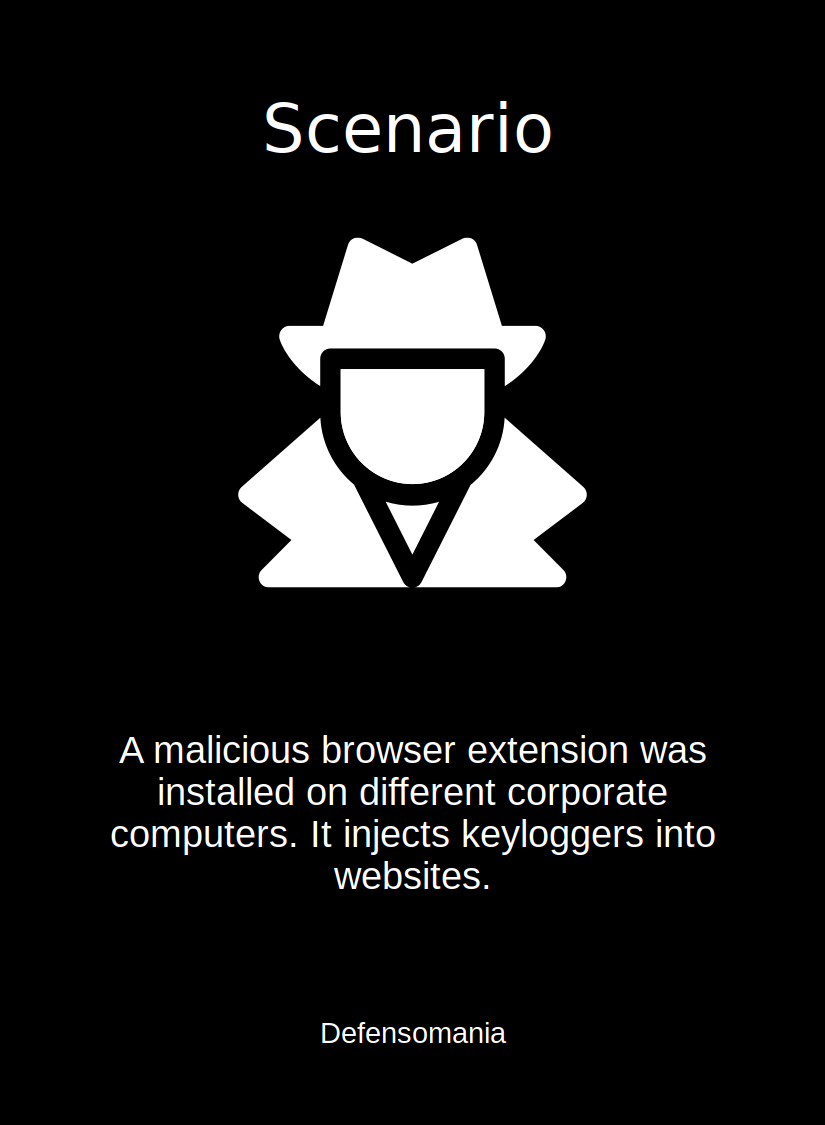 Scenario
A malicious browser extension was
installed on different corporate
computers. It injects keyloggers into
websites.
Defensomania